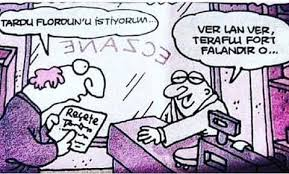 TARDU FLORDUN'U İSTİYORUM..
VER LAN VER,
TERAFLU FORT
FALANDIR O...
ECZANE
Reçete